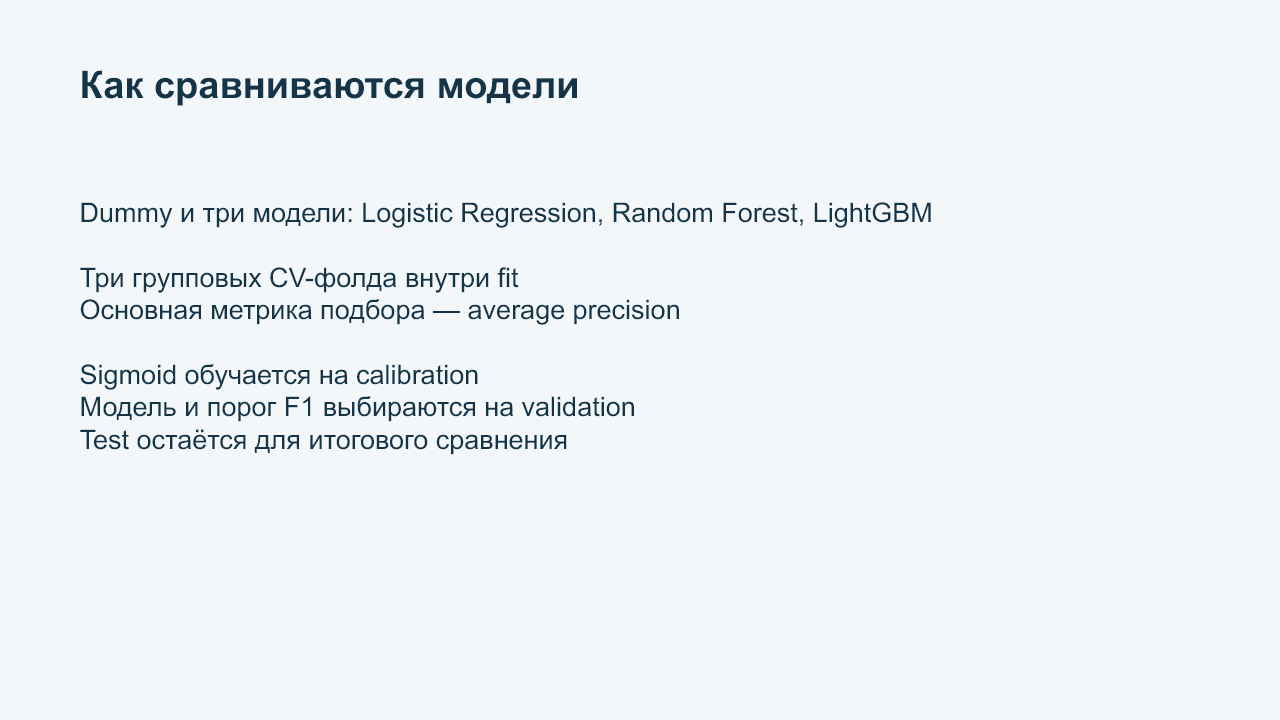 Как сравниваются модели
Dummy и три модели: Logistic Regression, Random Forest, LightGBM
Три групповых CV-фолда внутри fit
Основная метрика подбора — average precision
Sigmoid обучается на calibration
Модель и порог F1 выбираются на validation
Test остаётся для итогового сравнения